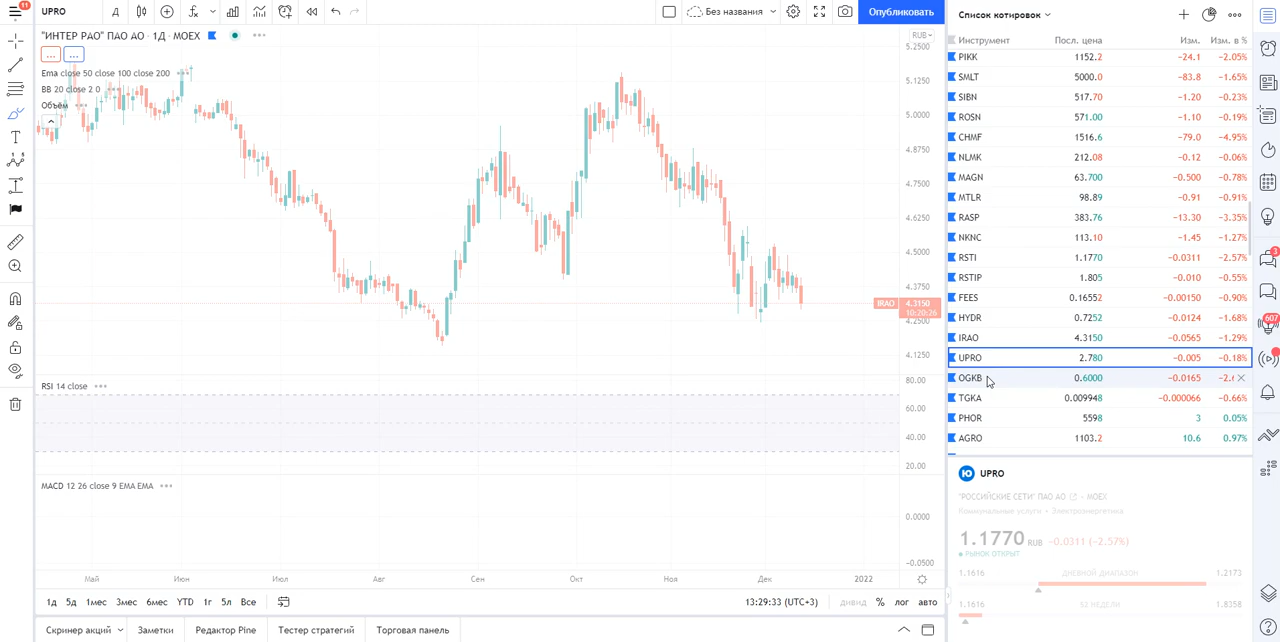 11
UPRO
Д
Без названия
Опубликовать
"ИНТЕР РАО" ПАО АО · 1Д · MOEX
RUB
... ...
Ema close 50 close 100 close 200
BB 20 close 2 0
Объём
5.2500
5.1250
5.0000
4.8750
4.7500
4.6250
4.5000
4.3750
IRAO 4.3150
10:20:26
4.2500
4.1250
RSI 14 close
80.00
60.00
40.00
20.00
MACD 12 26 close 9 EMA EMA
0.0000
-0.0500
Май Июн Июл Авг Сен Окт Ноя Дек 2022
1д 5д 1мес 3мес 6мес YTD 1г 5л Все
13:29:33 (UTC+3) дивид % лог авто
Скринер акций Заметки Редактор Pine Тестер стратегий Торговая панель
Список котировок
Инструмент Посл. цена Изм. Изм. в %
PIKK 1152.2 −24.1 −2.05%
SMLT 5000.0 −83.8 −1.65%
SIBN 517.70 −1.20 −0.23%
ROSN 571.00 −1.10 −0.19%
CHMF 1516.6 −79.0 −4.95%
NLMK 212.08 −0.12 −0.06%
MAGN 63.700 −0.500 −0.78%
MTLR 98.89 −0.91 −0.91%
RASP 383.76 −13.30 −3.35%
NKNC 113.10 −1.45 −1.27%
RSTI 1.1770 −0.0311 −2.57%
RSTIP 1.805 −0.010 −0.55%
FEES 0.16552 −0.00150 −0.90%
HYDR 0.7252 −0.0124 −1.68%
IRAO 4.3150 −0.0565 −1.29%
UPRO 2.780 −0.005 −0.18%
OGKB 0.6000 −0.0165
TGKA 0.009948 −0.000066 −0.66%
PHOR 5598 3 0.05%
AGRO 1103.2 10.6 0.97%
Ю UPRO
"РОССИЙСКИЕ СЕТИ" ПАО АО · MOEX
Коммунальные услуги • Электроэнергетика
1.1770 RUB −0.0311 (−2.57%)
РЫНОК ОТКРЫТ
1.1616 ДНЕВНОЙ ДИАПАЗОН 1.2173
1.1616 52 НЕДЕЛИ 1.8358
3
607